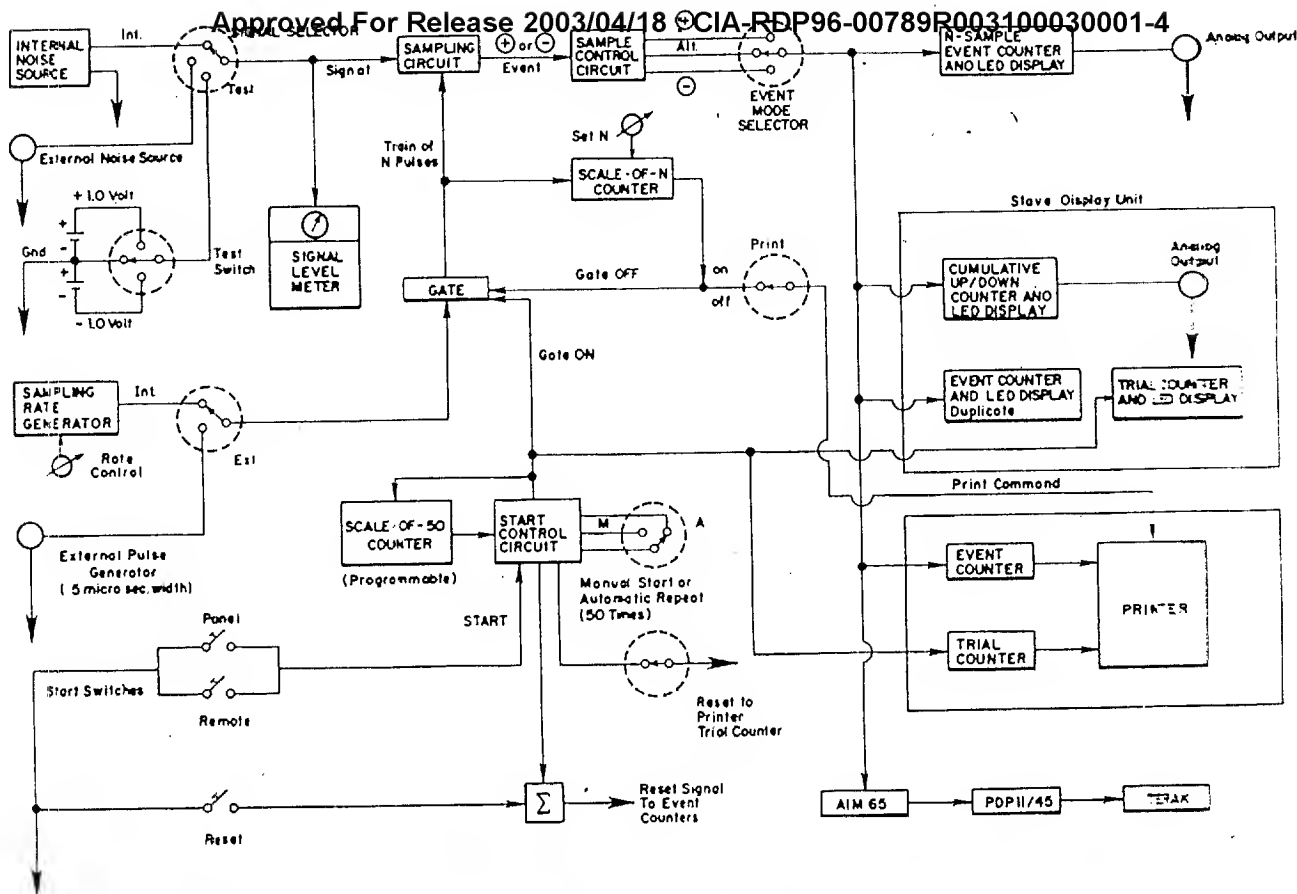 Approved For Release 2003/04/18 : CIA-RDP96-00789R003100030001-4
INTERNAL
NOISE
SOURCE
Int.
SIGNAL SELECTOR
Test
Signal
SAMPLING
CIRCUIT
+ or -
Event
SAMPLE
CONTROL
CIRCUIT
+
Alt.
-
EVENT
MODE
SELECTOR
N-SAMPLE
EVENT COUNTER
AND LED DISPLAY
Analog Output
External Noise Source
+ 1.0 Volt
+
-
Gnd
+
-
- 1.0 Volt
Test
Switch
SIGNAL
LEVEL
METER
Train of
N Pulses
Set N
SCALE-OF-N
COUNTER
GATE
Gate OFF
Print
on
off
Gate ON
Slave Display Unit
CUMULATIVE
UP/DOWN
COUNTER AND
LED DISPLAY
Analog
Output
EVENT COUNTER
AND LED DISPLAY
Duplicate
TRIAL COUNTER
AND LED DISPLAY
SAMPLING
RATE
GENERATOR
Int
Rate
Control
Ext
External Pulse
Generator
(.5 micro sec. width)
SCALE-OF-50
COUNTER
(Programmable)
START
CONTROL
CIRCUIT
M
A
Manual Start or
Automatic Repeat
(50 Times)
Print Command
EVENT
COUNTER
TRIAL
COUNTER
PRINTER
START
Panel
Start Switches
Remote
Reset to
Printer
Trial Counter
Reset
Σ
Reset Signal
To Event
Counters
AIM 65
PDP11/45
TERAK